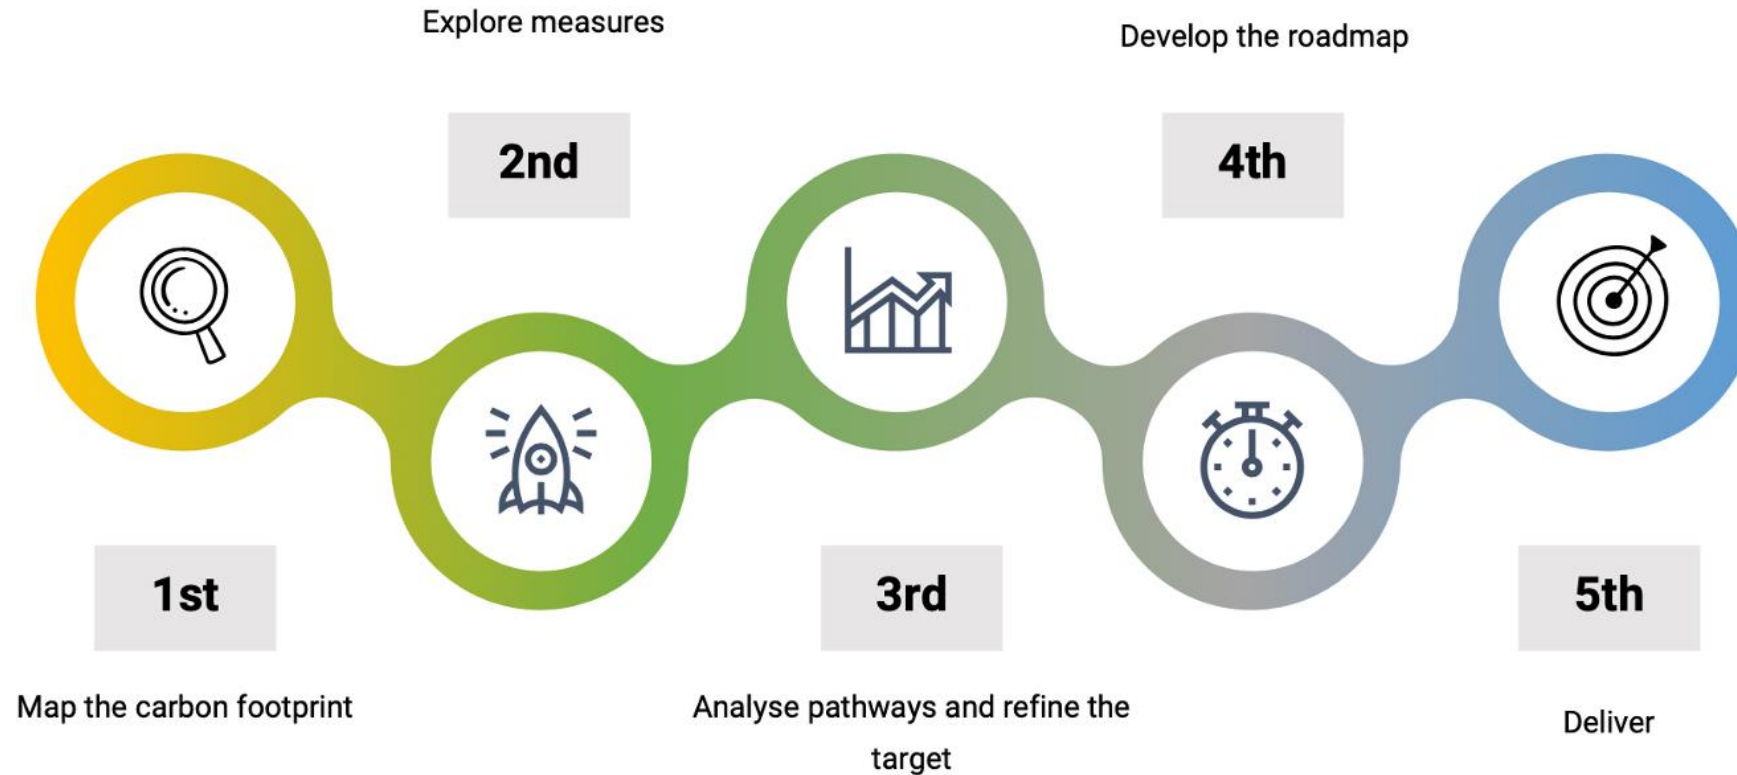 Explore measures
Develop the roadmap
2nd
4th
1st
3rd
5th
Map the carbon footprint
Analyse pathways and refine the
target
Deliver